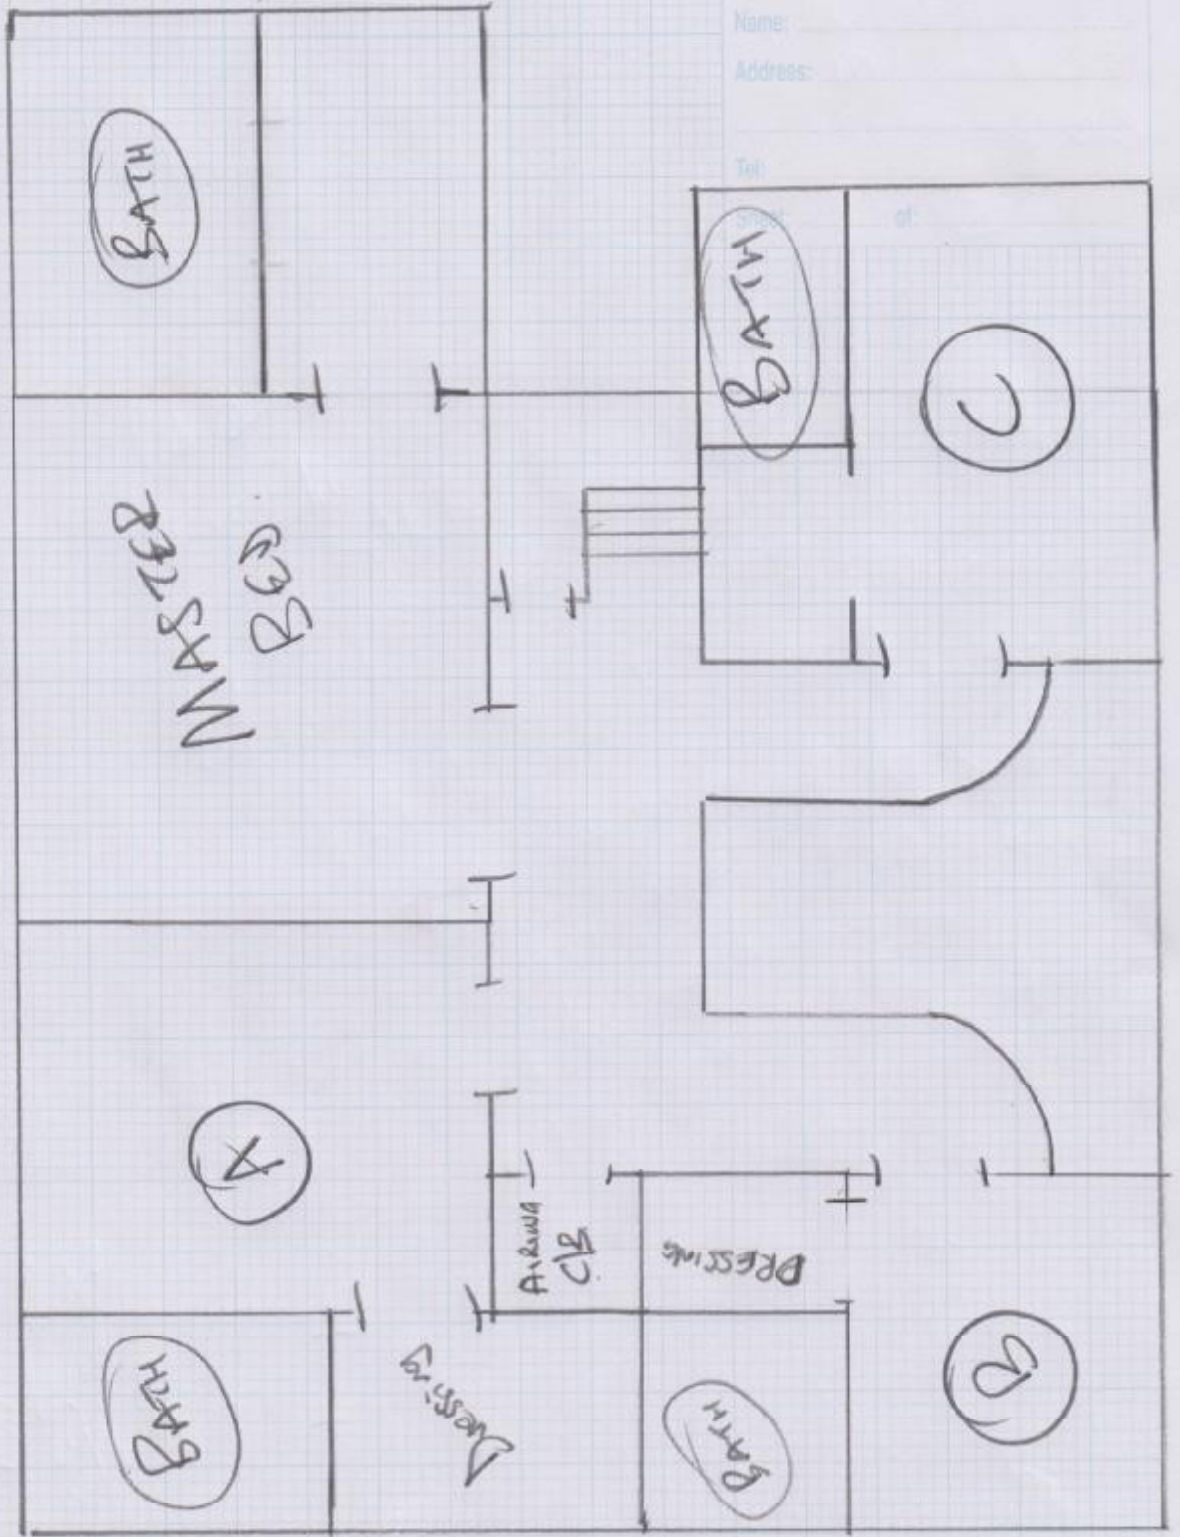 Name:
Address:
Tel:
Sheet of:
BATH
BATH
C
MASTER
BED.
A
AIRING
C/B
DRESSING
B
BATH
Dressing
BATH